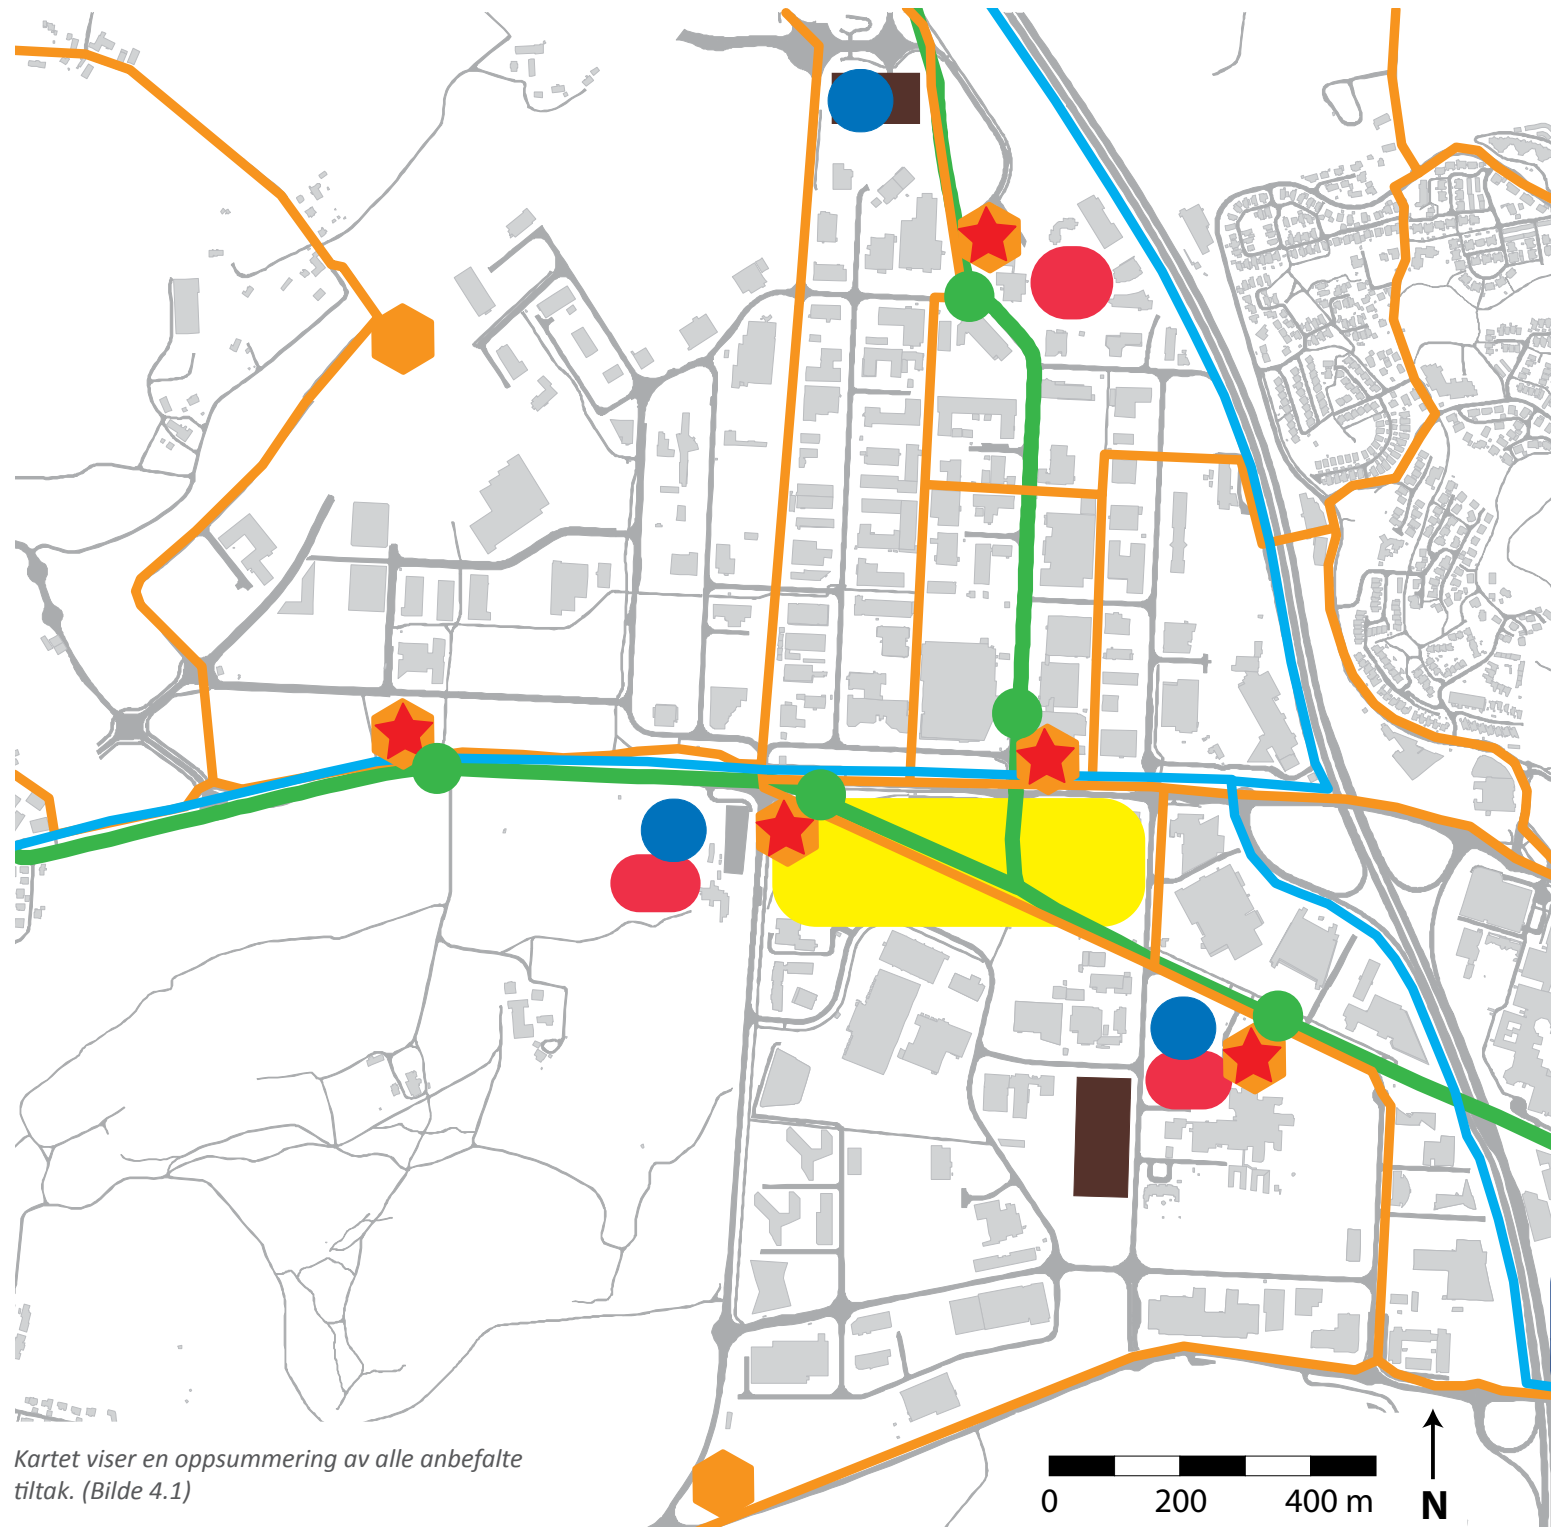 Kartet viser en oppsummering av alle anbefalte
tiltak. (Bilde 4.1)
0 200 400 m
N